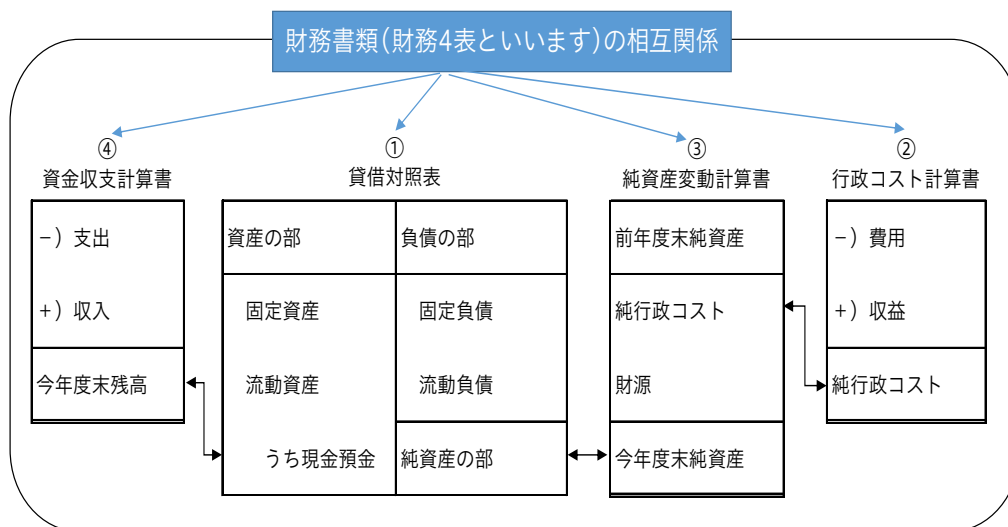 財務書類(財務4表といいます)の相互関係
④
資金収支計算書
－）支出
＋）収入
今年度末残高
①
貸借対照表
資産の部
固定資産
流動資産
うち現金預金
負債の部
固定負債
流動負債
純資産の部
③
純資産変動計算書
前年度末純資産
純行政コスト
財源
今年度末純資産
②
行政コスト計算書
－）費用
＋）収益
純行政コスト